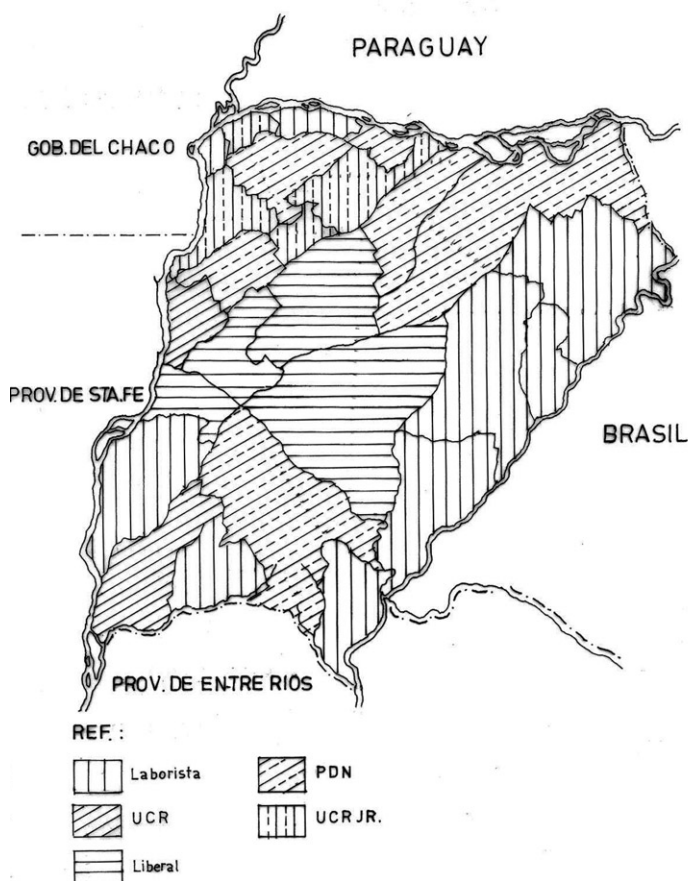 PARAGUAY
GOB. DEL CHACO
PROV. DE STA. FE
BRASIL
PROV. DE ENTRE RIOS
REF. :
Laborista
PDN
UCR
UCR JR.
Liberal